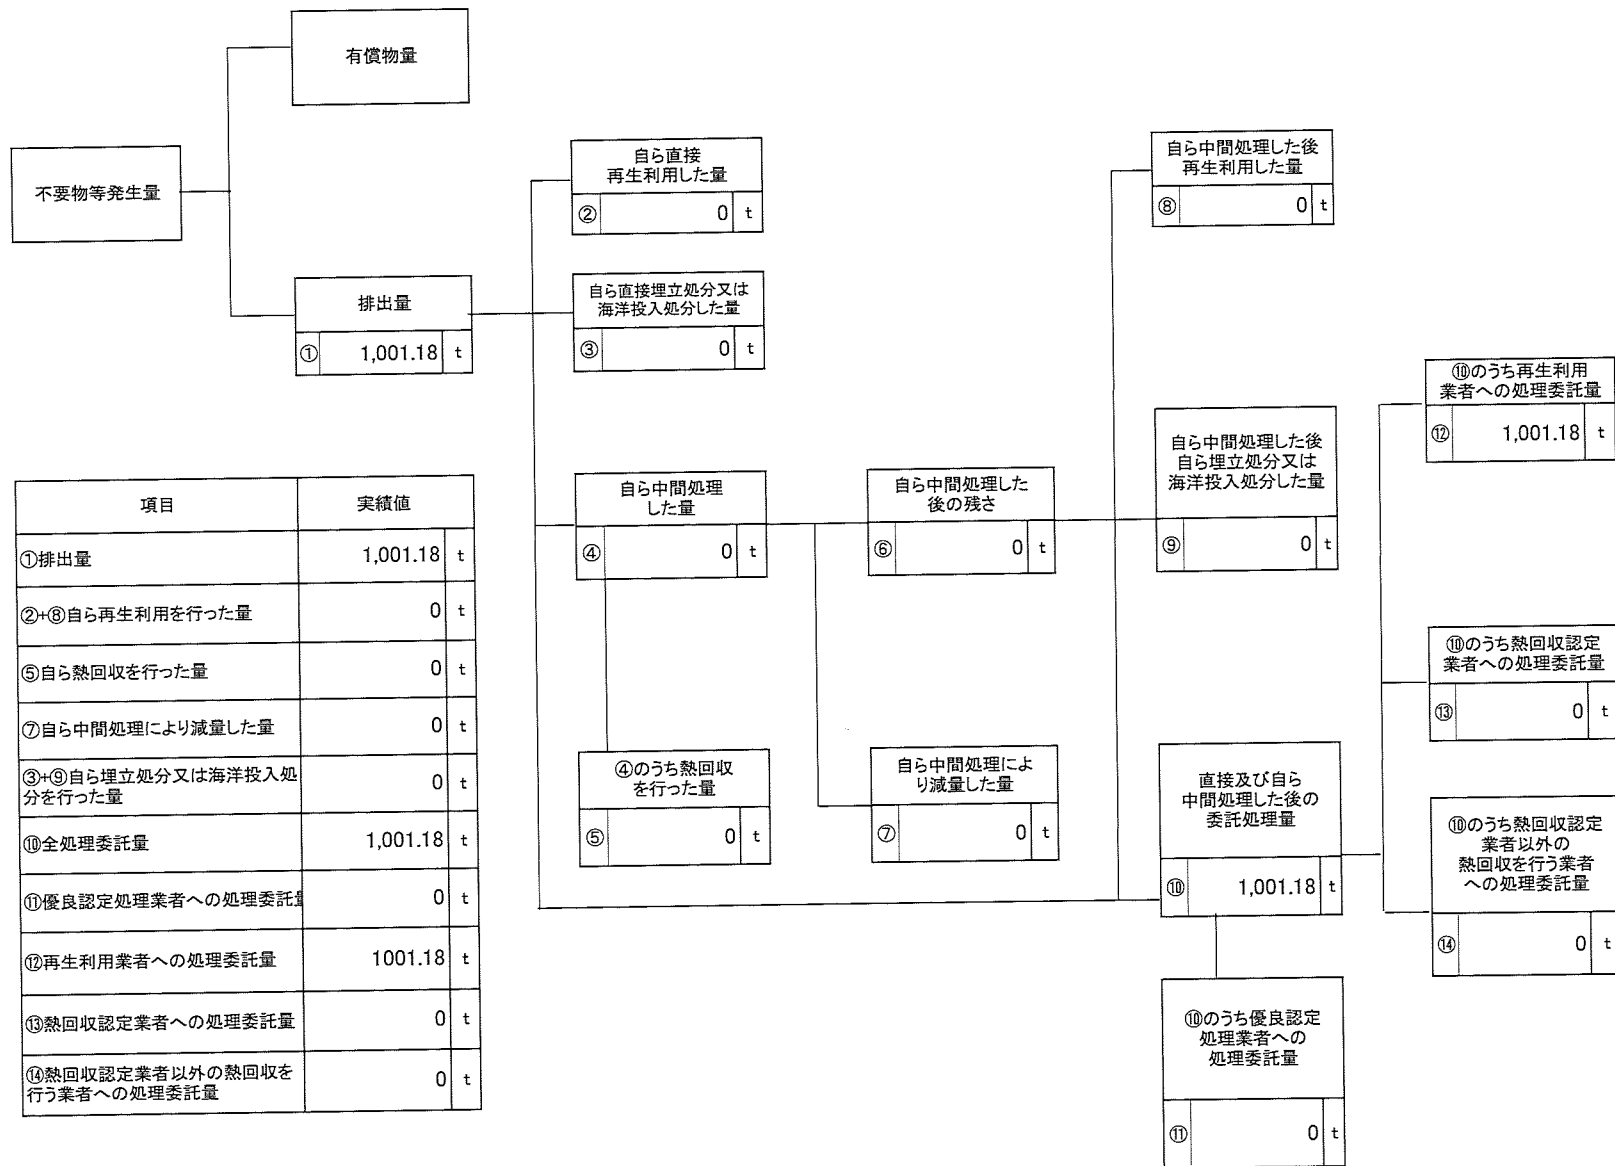 有償物量
不要物等発生量
排出量
① 1,001.18 t
自ら直接
再生利用した量
② 0 t
自ら直接埋立処分又は
海洋投入処分した量
③ 0 t
自ら中間処理
した量
④ 0 t
④のうち熱回収
を行った量
⑤ 0 t
自ら中間処理した
後の残さ
⑥ 0 t
自ら中間処理によ
り減量した量
⑦ 0 t
自ら中間処理した後
再生利用した量
⑧ 0 t
自ら中間処理した後
自ら埋立処分又は
海洋投入処分した量
⑨ 0 t
直接及び自ら
中間処理した後の
委託処理量
⑩ 1,001.18 t
⑩のうち優良認定
処理業者への
処理委託量
⑪ 0 t
⑩のうち再生利用
業者への処理委託量
⑫ 1,001.18 t
⑩のうち熱回収認定
業者への処理委託量
⑬ 0 t
⑩のうち熱回収認定
業者以外の
熱回収を行う業者
への処理委託量
⑭ 0 t
項目 実績値
①排出量 1,001.18 t
②+⑧自ら再生利用を行った量 0 t
⑤自ら熱回収を行った量 0 t
⑦自ら中間処理により減量した量 0 t
③+⑨自ら埋立処分又は海洋投入処
分を行った量 0 t
⑩全処理委託量 1,001.18 t
⑪優良認定処理業者への処理委託量 0 t
⑫再生利用業者への処理委託量 1001.18 t
⑬熱回収認定業者への処理委託量 0 t
⑭熱回収認定業者以外の熱回収を
行う業者への処理委託量 0 t